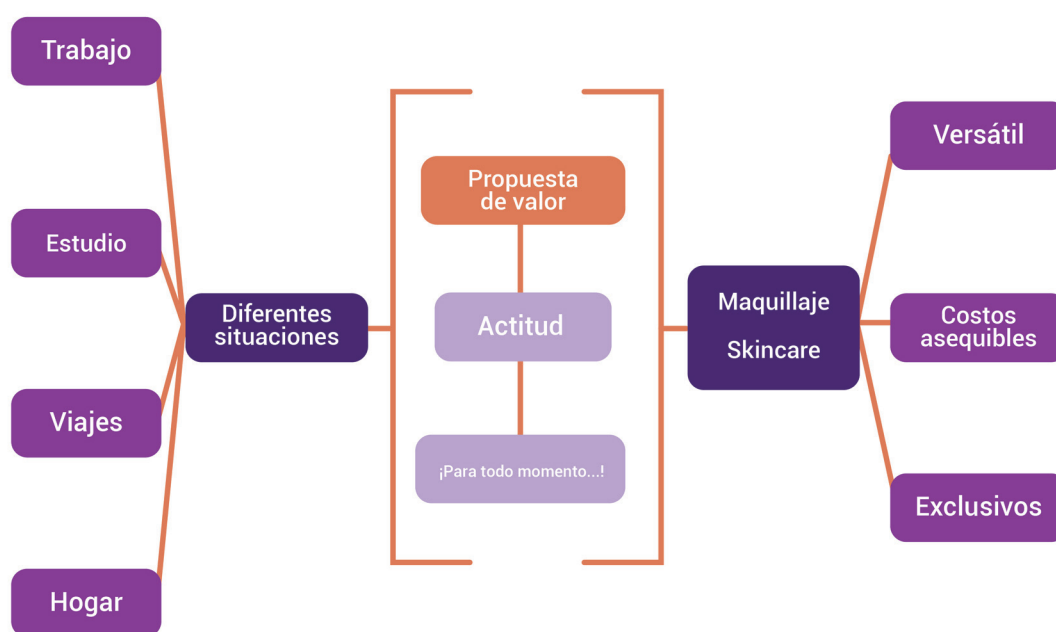 Trabajo
Estudio
Viajes
Hogar
Diferentes
situaciones
Propuesta
de valor
Actitud
¡Para todo momento...!
Maquillaje
Skincare
Versátil
Costos
asequibles
Exclusivos